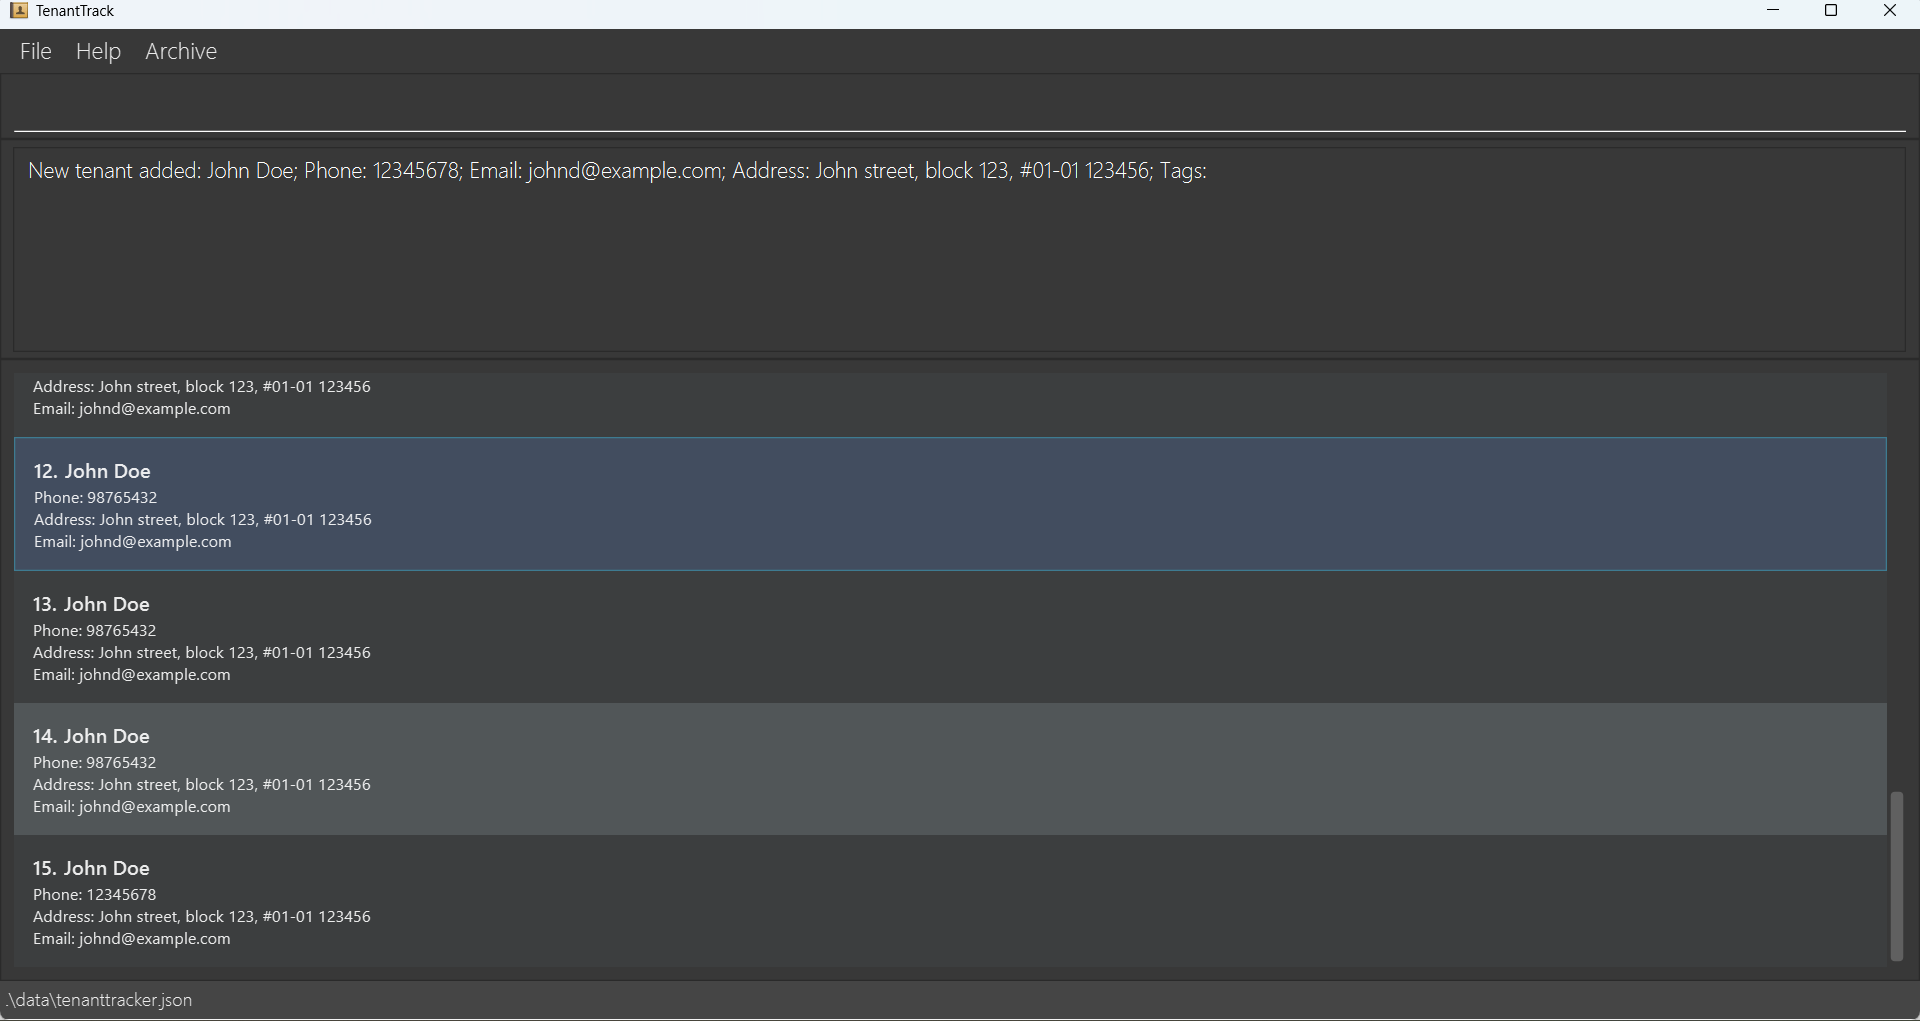 TenantTrack
File Help Archive
New tenant added: John Doe; Phone: 12345678; Email: johnd@example.com; Address: John street, block 123, #01-01 123456; Tags:
Address: John street, block 123, #01-01 123456
Email: johnd@example.com
12. John Doe
Phone: 98765432
Address: John street, block 123, #01-01 123456
Email: johnd@example.com
13. John Doe
Phone: 98765432
Address: John street, block 123, #01-01 123456
Email: johnd@example.com
14. John Doe
Phone: 98765432
Address: John street, block 123, #01-01 123456
Email: johnd@example.com
15. John Doe
Phone: 12345678
Address: John street, block 123, #01-01 123456
Email: johnd@example.com
.\data\tenanttracker.json